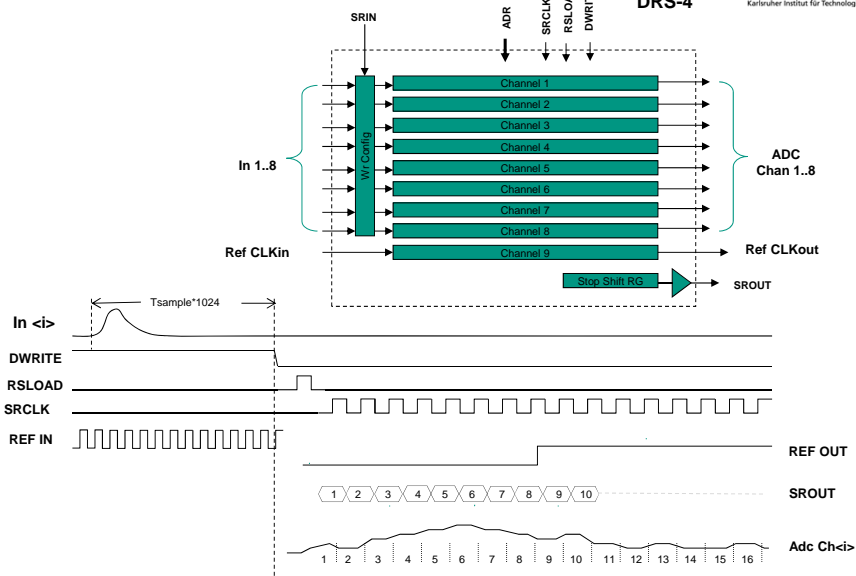 DRS-4
Karlsruher Institut für Technolog
SRIN
ADR
SRCLK
RSLOA
DWRIT
Channel 1
Channel 2
Channel 3
Channel 4
Channel 5
Channel 6
Channel 7
Channel 8
Channel 9
Wr Config
In 1..8
ADC
Chan 1..8
Ref CLKin
Ref CLKout
Stop Shift RG
SROUT
Tsample*1024
In <i>
DWRITE
RSLOAD
SRCLK
REF IN
REF OUT
1 2 3 4 5 6 7 8 9 10
SROUT
Adc Ch<i>
1 2 3 4 5 6 7 8 9 10 11 12 13 14 15 16